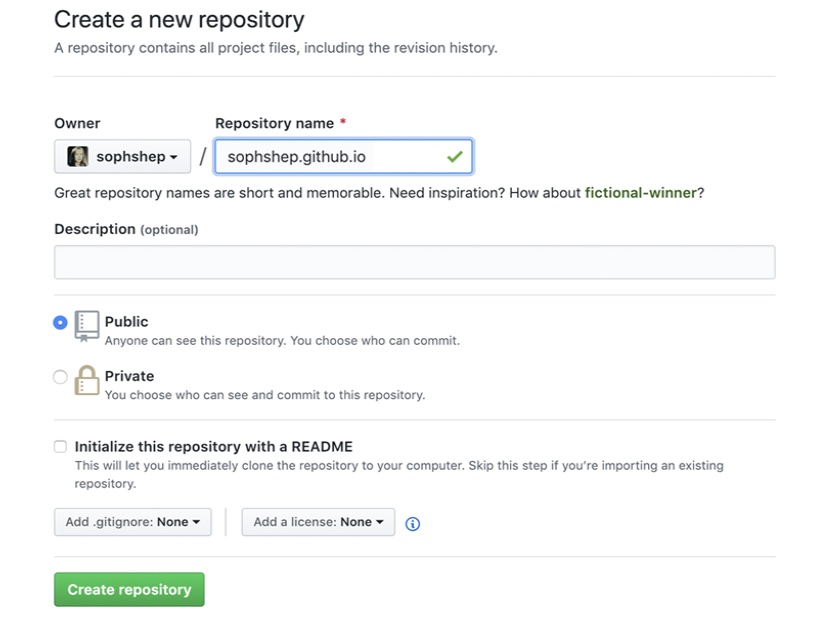 Create a new repository
A repository contains all project files, including the revision history.
Owner
Repository name *
sophshep
/
sophshep.github.io
Great repository names are short and memorable. Need inspiration? How about fictional-winner?
Description (optional)
Public
Anyone can see this repository. You choose who can commit.
Private
You choose who can see and commit to this repository.
Initialize this repository with a README
This will let you immediately clone the repository to your computer. Skip this step if you're importing an existing
repository.
Add .gitignore: None
Add a license: None
Create repository